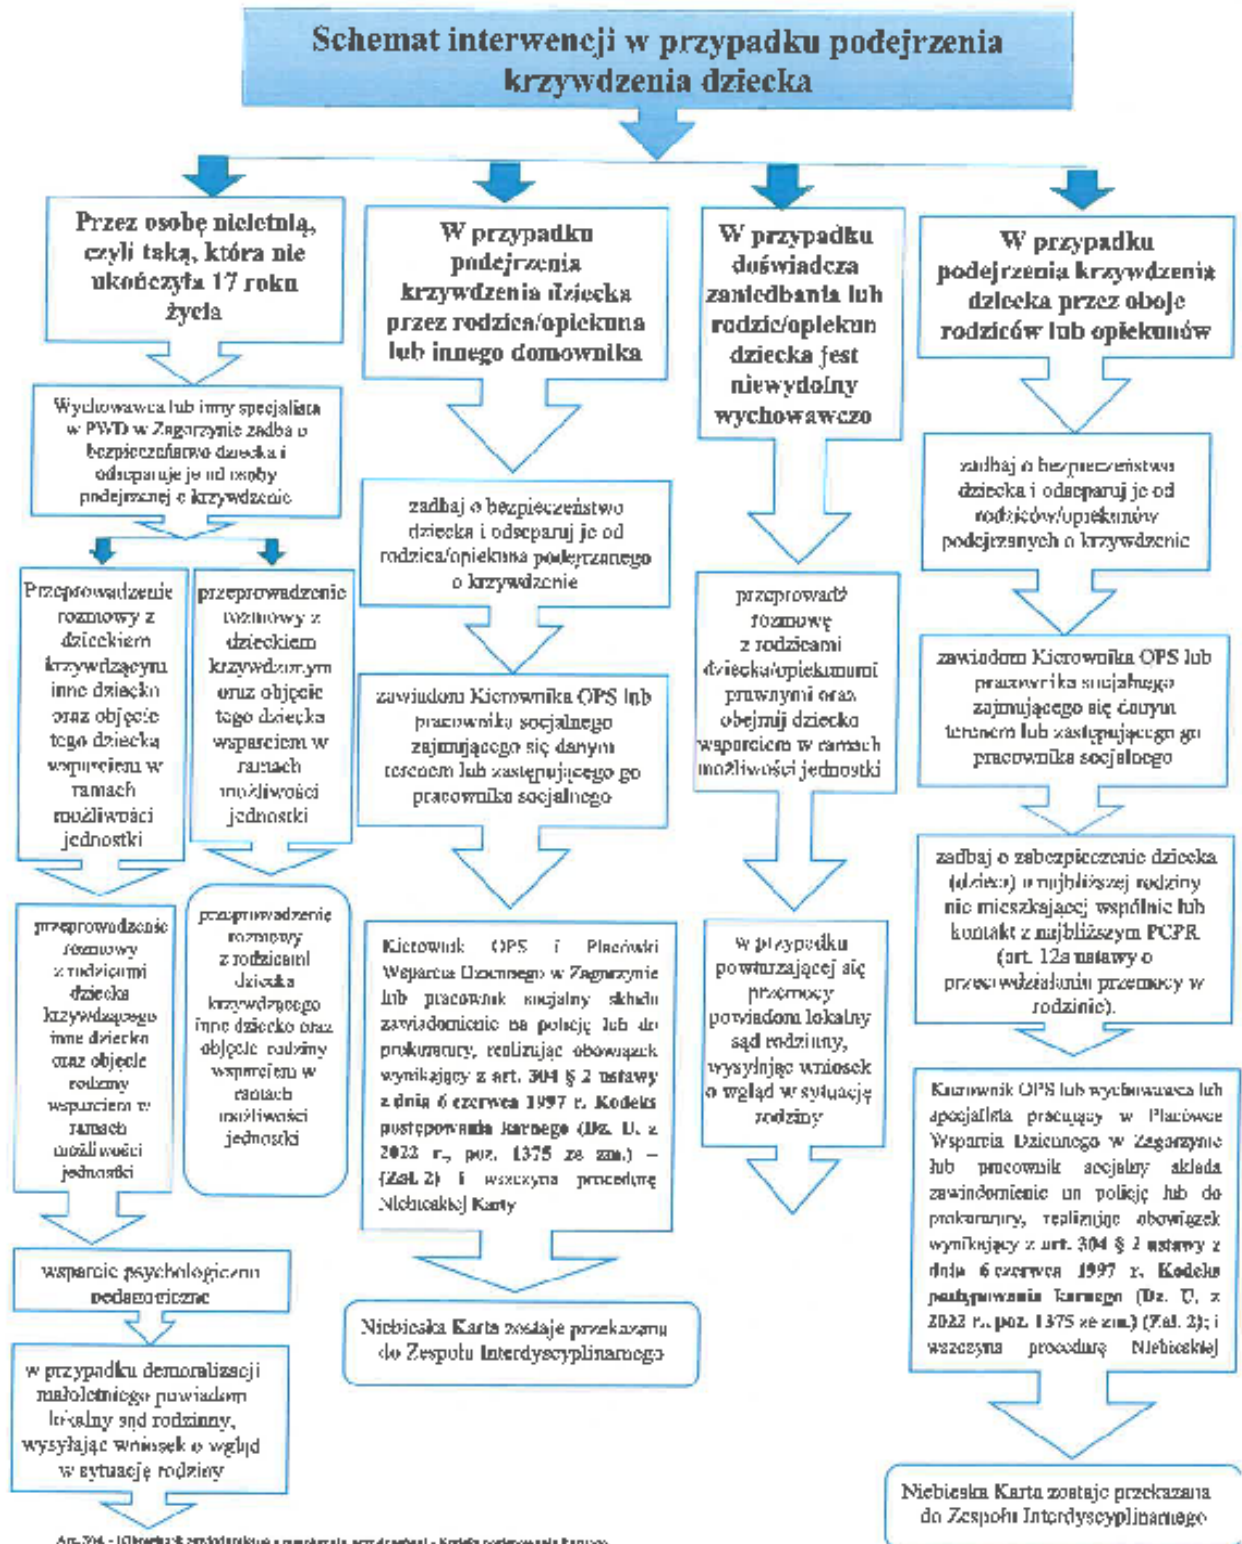 Schemat interwencji w przypadku podejrzenia
krzywdzenia dziecka
Przez osobę nieletnią,
czyli taką, która nie
ukończyła 17 roku
życia
Wychowawca lub inny specjalista
w PWD w Zagorzynie zadba o
bezpieczeństwo dziecka i
odseparuje je od osoby
podejrzanej o krzywdzenie
Przeprowadzenie
rozmowy z
dzieckiem
krzywdzącym
inne dziecko
oraz objęcie
tego dziecka
wsparciem w
ramach
możliwości
jednostki
przeprowadzenie
rozmowy z
dzieckiem
krzywdzonym
oraz objęcie
tego dziecka
wsparciem w
ramach
możliwości
jednostki
przeprowadzenie
rozmowy
z rodzicami
dziecka
krzywdzącego
inne dziecko
oraz objęcie
rodziny
wsparciem w
ramach
możliwości
jednostki
przeprowadzenie
rozmowy
z rodzicami
dziecka
krzywdzącego
inne dziecko oraz
objęcie rodziny
wsparciem w
ramach
możliwości
jednostki
wsparcie psychologiczno
pedagogiczne
w przypadku demoralizacji
małoletniego powiadom
lokalny sąd rodzinny,
wysyłając wniosek o wgląd
w sytuację rodziny
W przypadku
podejrzenia
krzywdzenia dziecka
przez rodzica/opiekuna
lub innego domownika
zadbaj o bezpieczeństwo
dziecka i odseparuj je od
rodzica/opiekuna podejrzanego
o krzywdzenie
zawiadom Kierownika OPS lub
pracownika socjalnego
zajmującego się danym
terenem lub zastępującego go
pracownika socjalnego
Kierownik OPS i Placówki
Wsparcia Dziennego w Zagorzynie
lub pracownik socjalny składa
zawiadomienie na policję lub do
prokuratury, realizując obowiązek
wynikający z art. 304 § 2 ustawy
z dnia 6 czerwca 1997 r. Kodeks
postępowania karnego (Dz. U. z
2022 r., poz. 1375 ze zm.) –
(Zał. 2) i wszczyna procedurę
Niebieskiej Karty
Niebieska Karta zostaje przekazana
do Zespołu Interdyscyplinarnego
W przypadku
doświadcza
zaniedbania lub
rodzic/opiekun
dziecka jest
niewydolny
wychowawczo
przeprowadź
rozmowę
z rodzicami
dziecka/opiekunami
prawnymi oraz
obejmij dziecko
wsparciem w ramach
możliwości jednostki
w przypadku
powtarzającej się
przemocy
powiadom lokalny
sąd rodzinny,
wysyłając wniosek
o wgląd w sytuację
rodziny
W przypadku
podejrzenia krzywdzenia
dziecka przez oboje
rodziców lub opiekunów
zadbaj o bezpieczeństwo
dziecka i odseparuj je od
rodziców/opiekunów
podejrzanych o krzywdzenie
zawiadom Kierownika OPS lub
pracownika socjalnego
zajmującego się danym
terenem lub zastępującego go
pracownika socjalnego
zadbaj o zabezpieczenie dziecka
(dzieci) u najbliższej rodziny
nie mieszkającej wspólnie lub
kontakt z najbliższym PCPR
(art. 12a ustawy o
przeciwdziałaniu przemocy w
rodzinie).
Kierownik OPS lub wychowawca lub
specjalista pracujący w Placówce
Wsparcia Dziennego w Zagorzynie
lub pracownik socjalny składa
zawiadomienie na policję lub do
prokuratury, realizując obowiązek
wynikający z art. 304 § 2 ustawy z
dnia 6 czerwca 1997 r. Kodeks
postępowania karnego (Dz. U. z
2022 r., poz. 1375 ze zm.) (Zał. 2); i
wszczyna procedurę Niebieskiej
Niebieska Karta zostaje przekazana
do Zespołu Interdyscyplinarnego